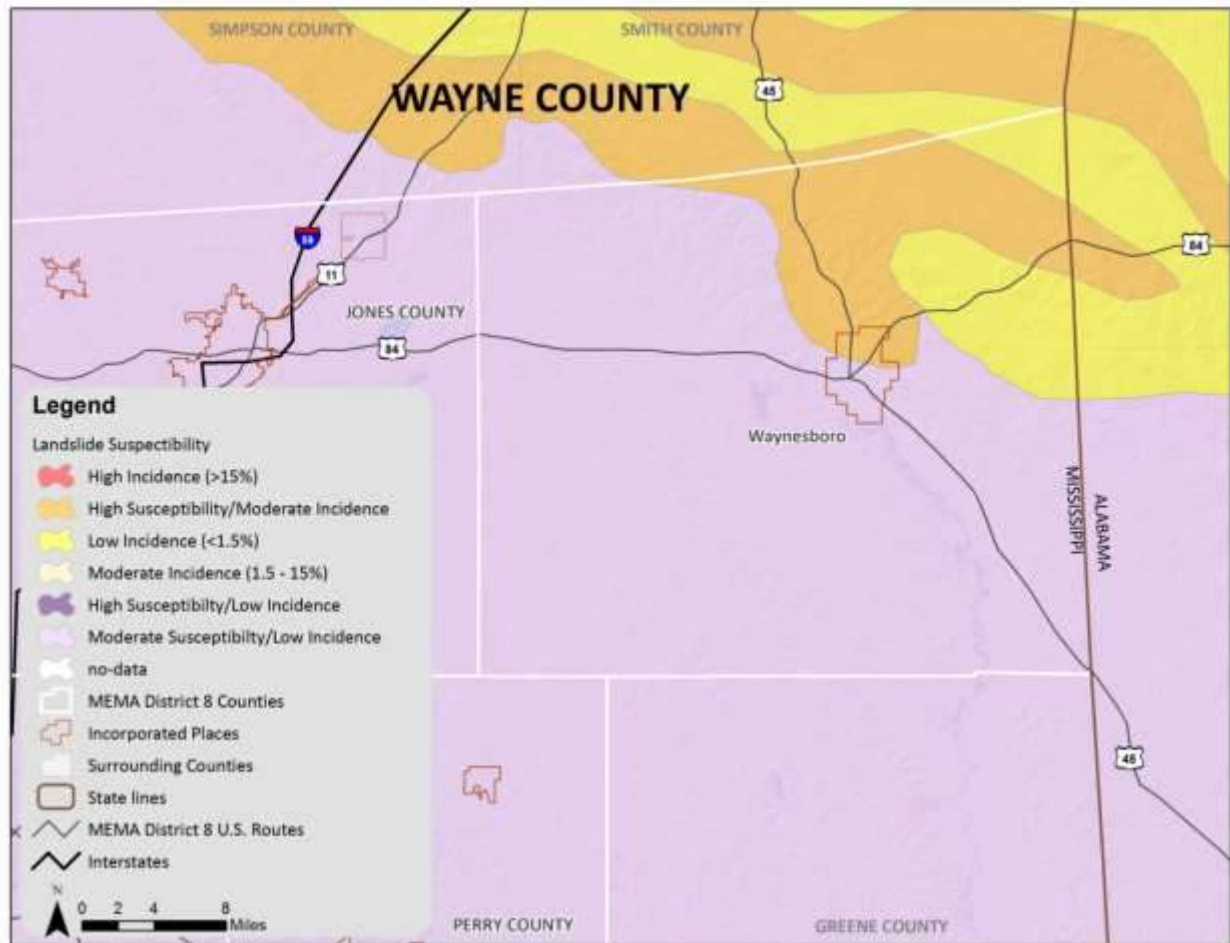 SIMPSON COUNTY
SMITH COUNTY
WAYNE COUNTY
45
84
59
11
JONES COUNTY
84
Waynesboro
MISSISSIPPI
ALABAMA
45
Legend
Landslide Suspectibility
High Incidence (>15%)
High Susceptibility/Moderate Incidence
Low Incidence (<1.5%)
Moderate Incidence (1.5 - 15%)
High Susceptibilty/Low Incidence
Moderate Susceptibilty/Low Incidence
no-data
MEMA District 8 Counties
Incorporated Places
Surrounding Counties
State lines
MEMA District 8 U.S. Routes
Interstates
N
0 2 4 8
Miles
PERRY COUNTY
GREENE COUNTY